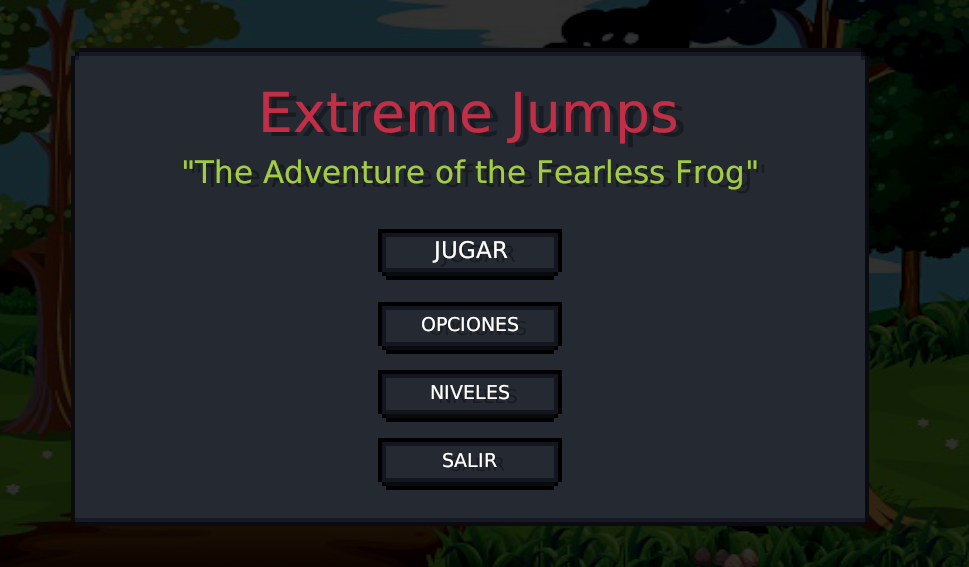 Extreme Jumps
"The Adventure of the Fearless Frog"
JUGAR
OPCIONES
NIVELES
SALIR